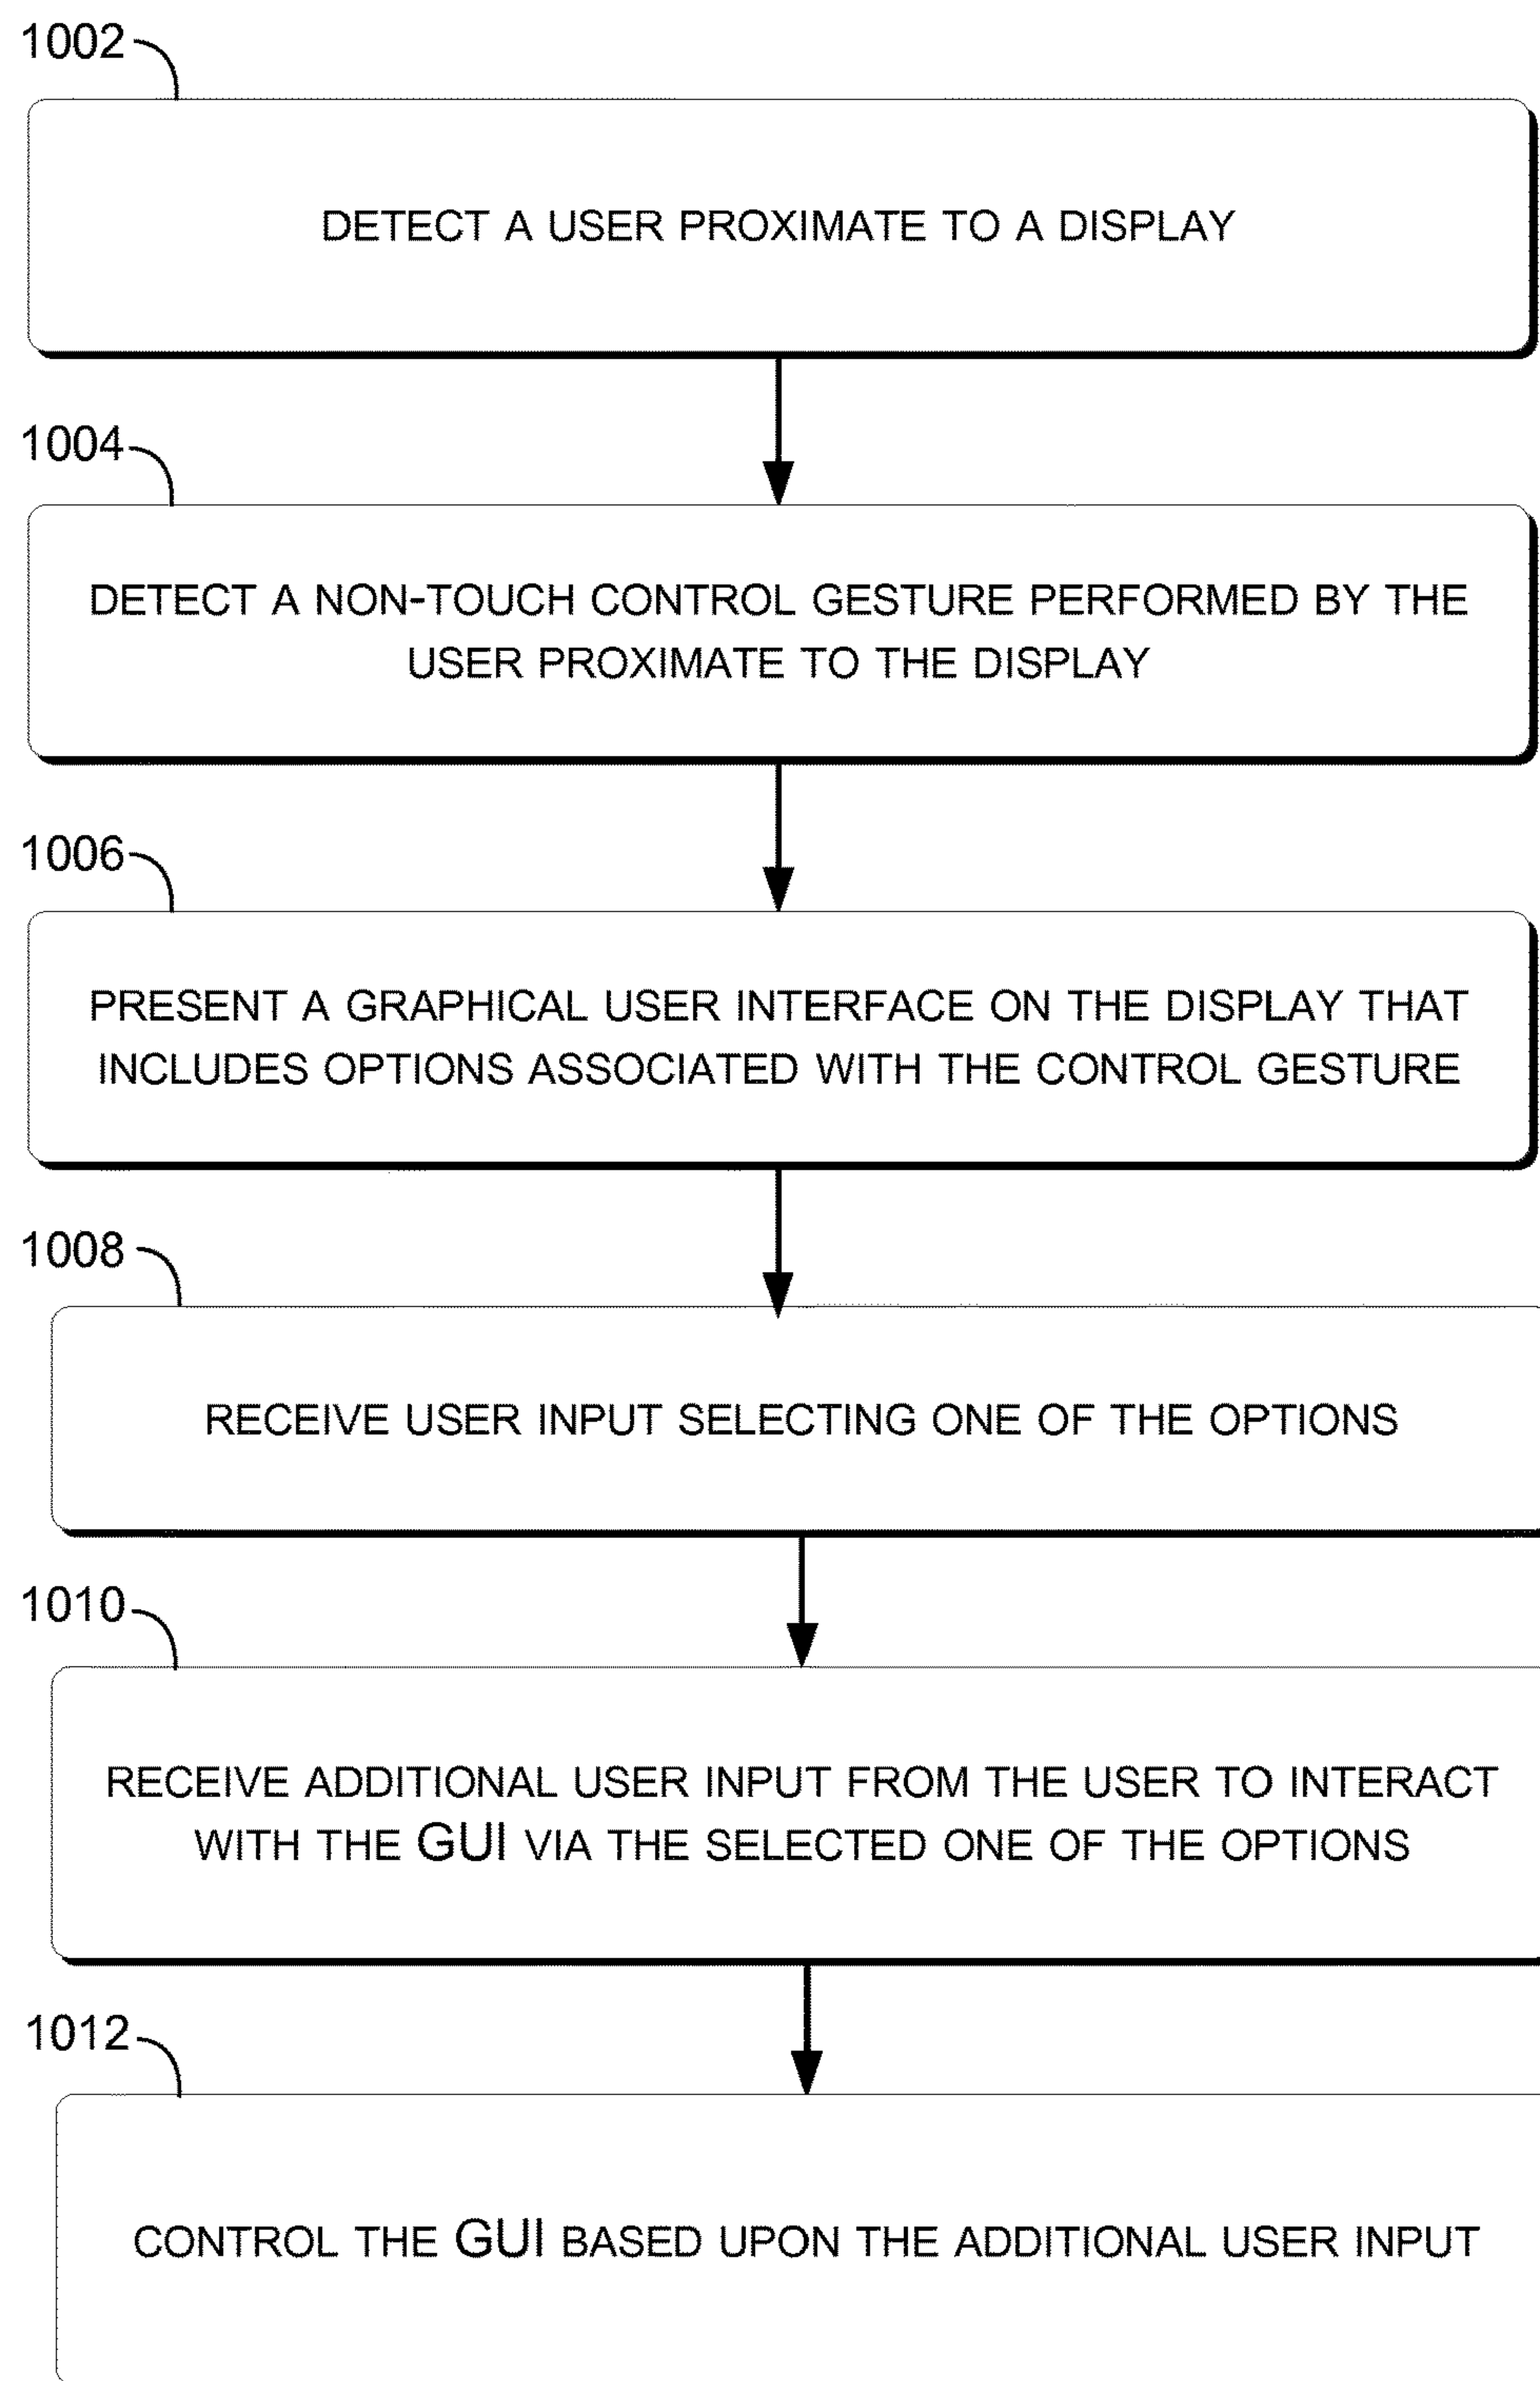 1002
DETECT A USER PROXIMATE TO A DISPLAY
1004
DETECT A NON-TOUCH CONTROL GESTURE PERFORMED BY THE
USER PROXIMATE TO THE DISPLAY
1006
PRESENT A GRAPHICAL USER INTERFACE ON THE DISPLAY THAT
INCLUDES OPTIONS ASSOCIATED WITH THE CONTROL GESTURE
1008
RECEIVE USER INPUT SELECTING ONE OF THE OPTIONS
1010
RECEIVE ADDITIONAL USER INPUT FROM THE USER TO INTERACT
WITH THE GUI VIA THE SELECTED ONE OF THE OPTIONS
1012
CONTROL THE GUI BASED UPON THE ADDITIONAL USER INPUT